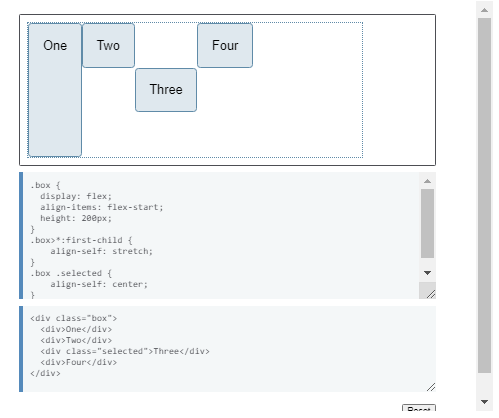 One Two Four
Three
.box {
  display: flex;
  align-items: flex-start;
  height: 200px;
}
.box>*:first-child {
    align-self: stretch;
}
.box .selected {
    align-self: center;
}
<div class="box">
  <div>One</div>
  <div>Two</div>
  <div class="selected">Three</div>
  <div>Four</div>
</div>
Reset